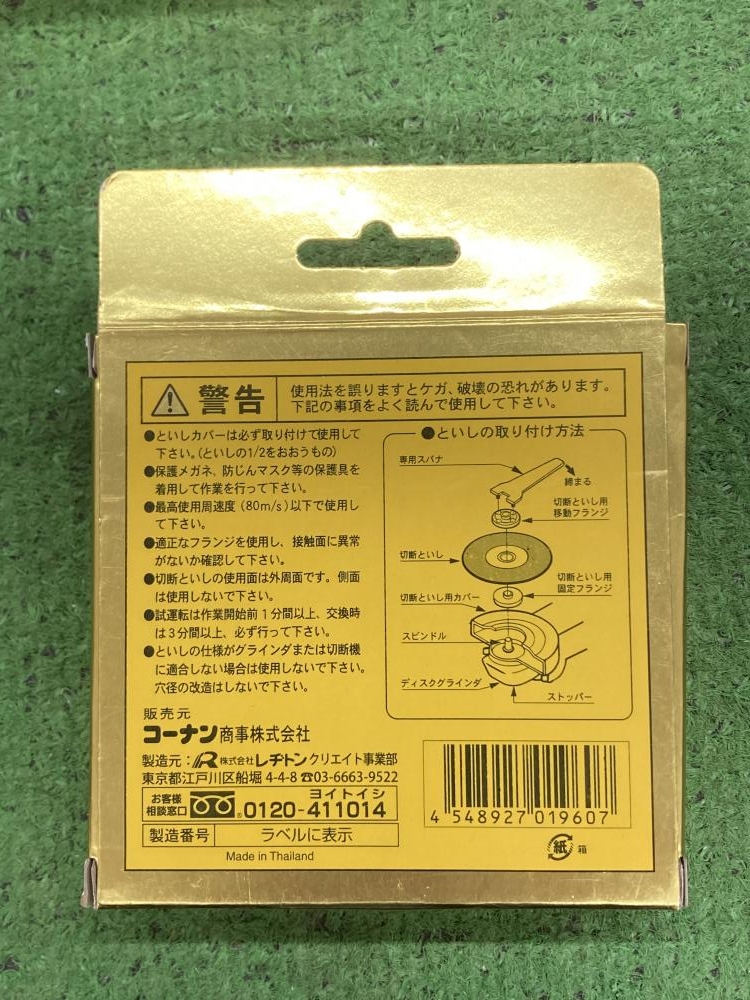 警告
使用法を誤りますとケガ、破壊の恐れがあります。
下記の事項をよく読んで使用して下さい。
●といしカバーは必ず取り付けて使用して
下さい。(といしの1/2をおおうもの)
●保護メガネ、防じんマスク等の保護具を
着用して作業を行って下さい。
●最高使用周速度(80m/s)以下で使用し
て下さい。
●適正なフランジを使用し、接触面に異常
がないか確認して下さい。
●切断といしの使用面は外周面です。側面
は使用しないで下さい。
●試運転は作業開始前1分間以上、交換時
は3分間以上、必ず行って下さい。
●といしの仕様がグラインダまたは切断機
に適合しない場合は使用しないで下さい。
穴径の改造はしないで下さい。
●といしの取り付け方法
専用スパナ
締まる
切断といし用
移動フランジ
切断といし
切断といし用
固定フランジ
切断といし用カバー
スピンドル
ディスクグラインダ
ストッパー
販売元
コーナン商事株式会社
製造元:R株式会社レヂトンクリエイト事業部
東京都江戸川区船堀4-4-8☎03-6663-9522
お客様
相談窓口
ヨイトイシ
0120-411014
製造番号 ラベルに表示
Made in Thailand
4 548927 019607
紙 箱